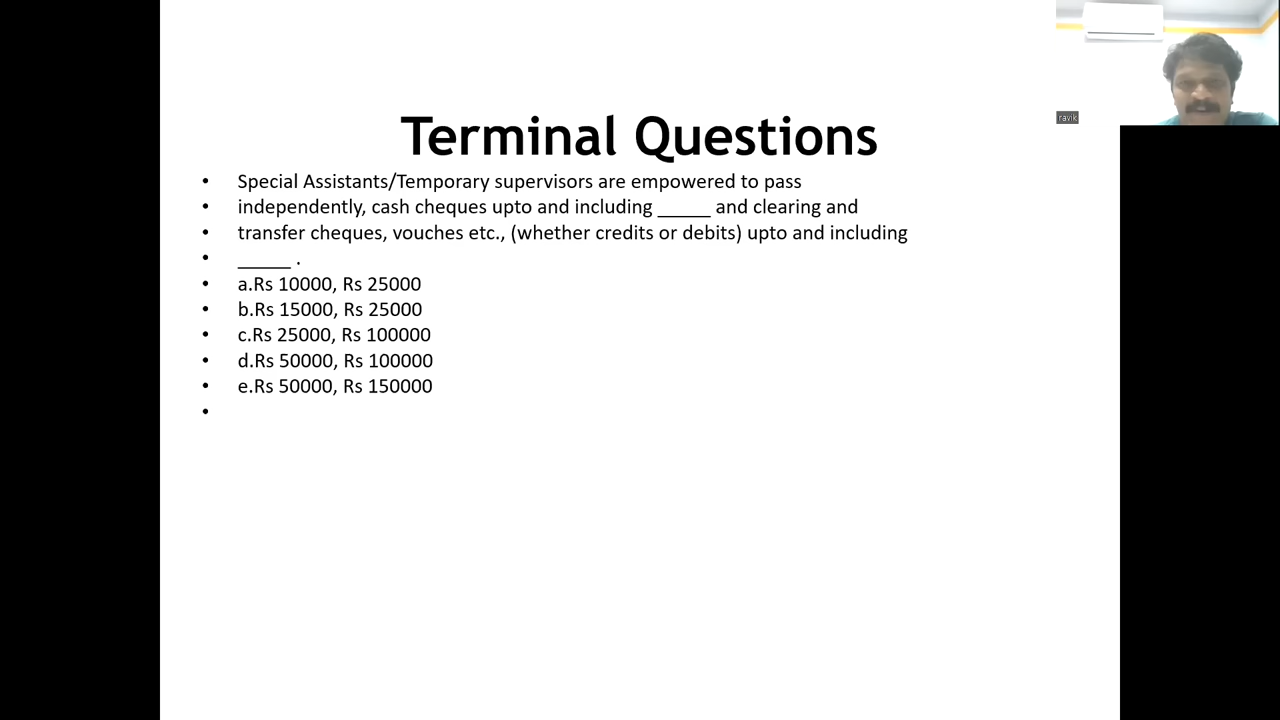 ravik
Terminal Questions
• Special Assistants/Temporary supervisors are empowered to pass
• independently, cash cheques upto and including _____ and clearing and
• transfer cheques, vouches etc., (whether credits or debits) upto and including
• _____ .
• a.Rs 10000, Rs 25000
• b.Rs 15000, Rs 25000
• c.Rs 25000, Rs 100000
• d.Rs 50000, Rs 100000
• e.Rs 50000, Rs 150000
•